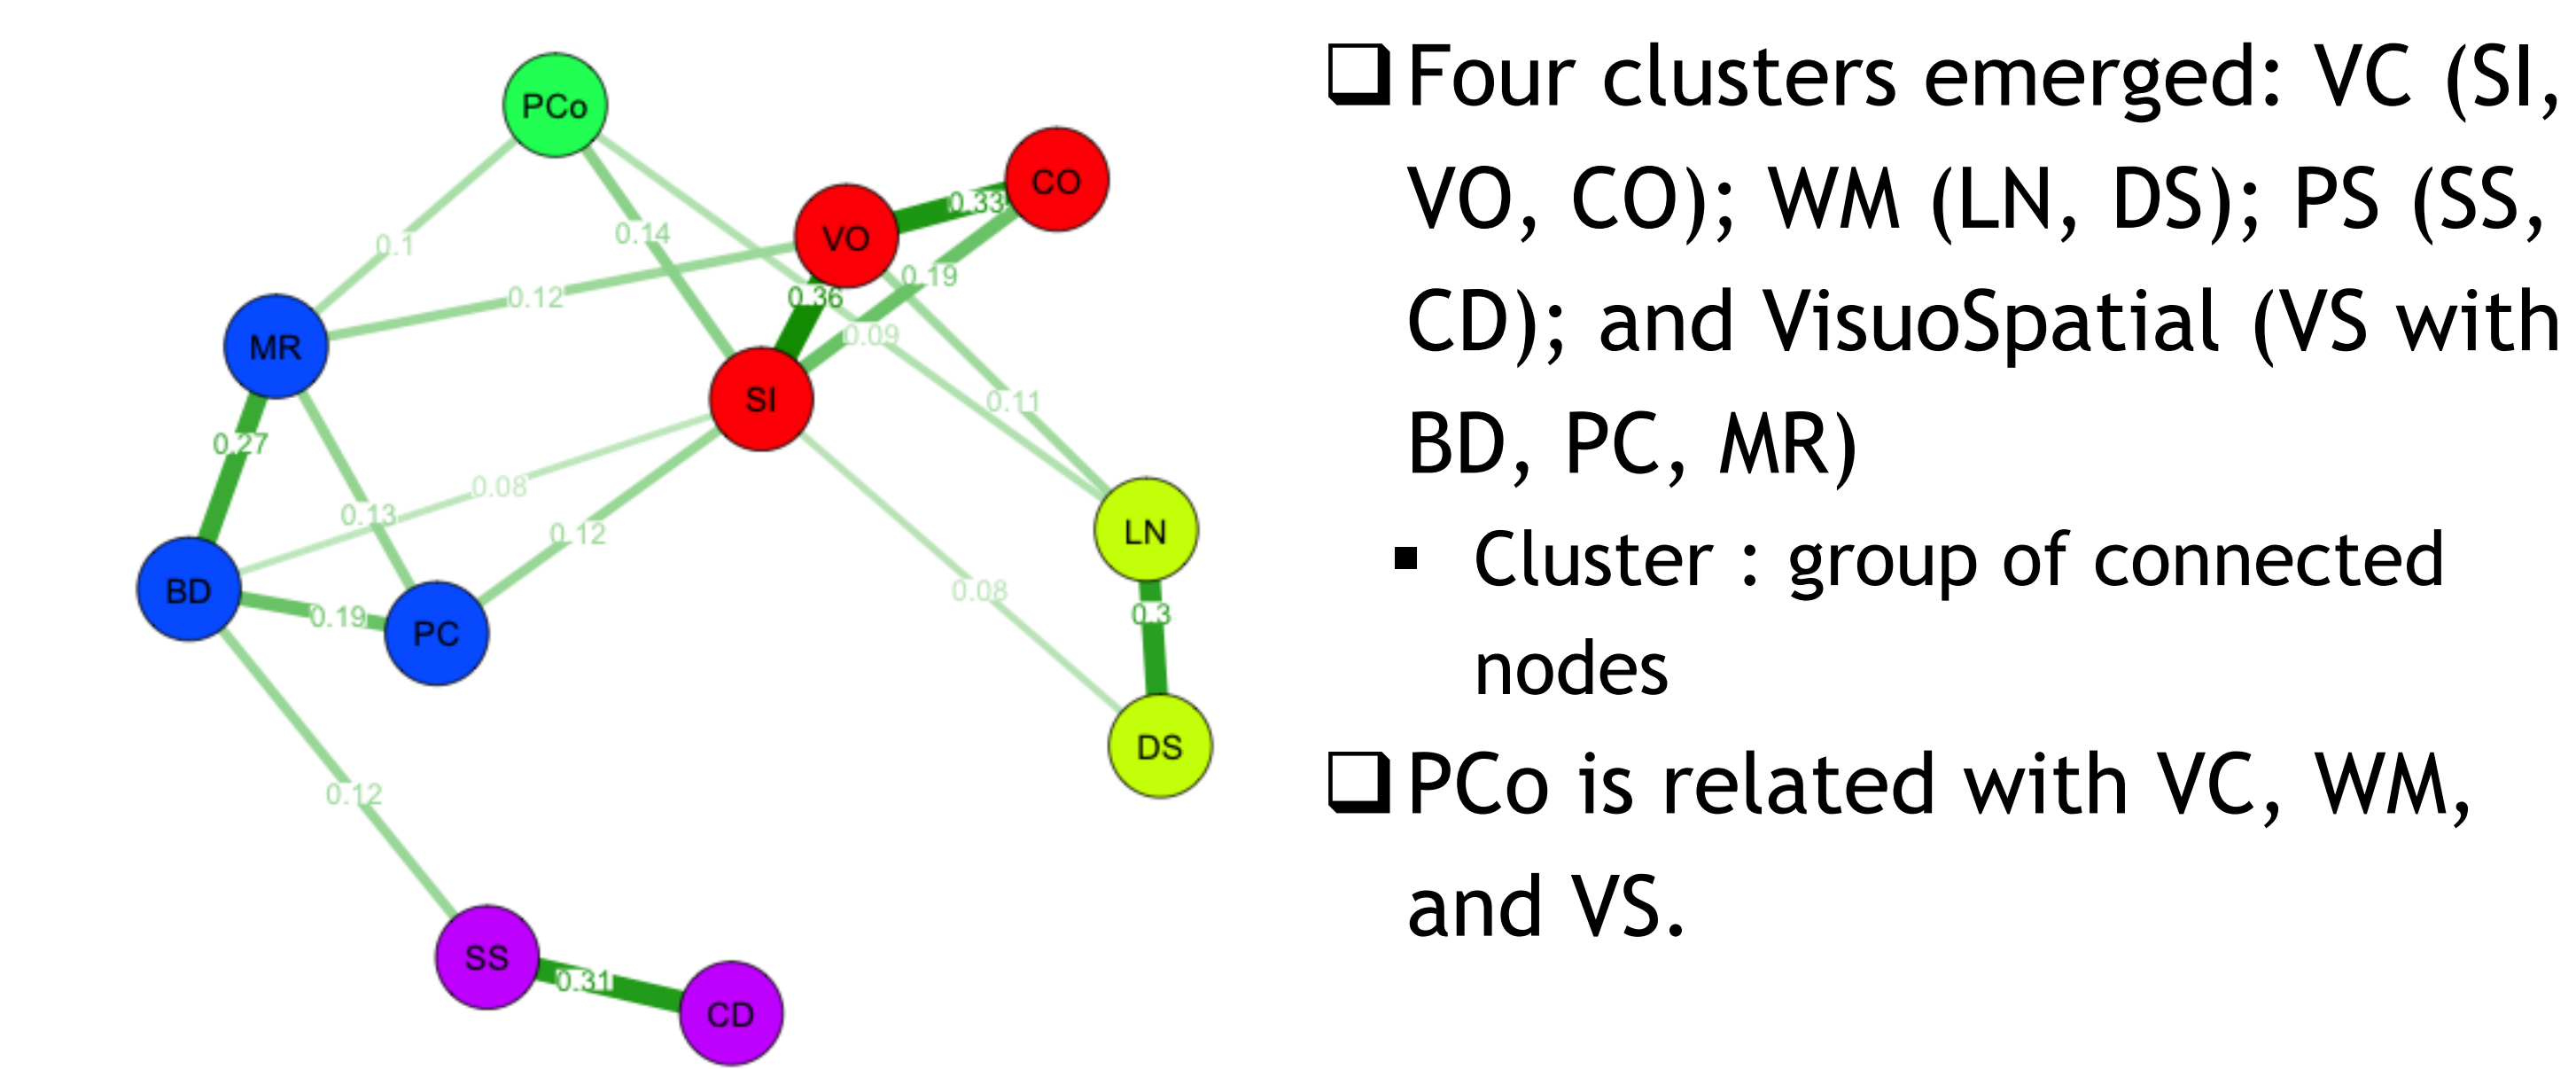 PCo
CO
0.33
VO
0.14
0.1
0.19
0.36
0.12
0.09
MR
SI
0.11
0.27
0.08
0.13
0.12
LN
BD
0.08
0.19
0.3
PC
DS
0.12
SS
0.31
CD
Four clusters emerged: VC (SI,
VO, CO); WM (LN, DS); PS (SS,
CD); and VisuoSpatial (VS with
BD, PC, MR)
▪ Cluster : group of connected
nodes
PCo is related with VC, WM,
and VS.